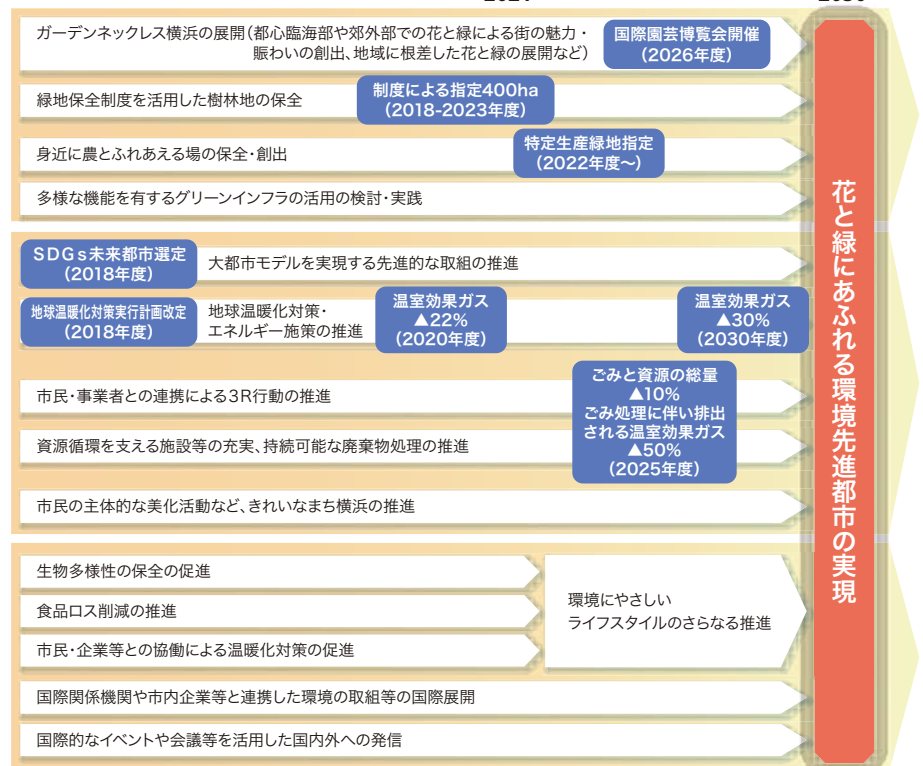 ガーデンネックレス横浜の展開(都心臨海部や郊外部での花と緑による街の魅力・
賑わいの創出、地域に根差した花と緑の展開など)
国際園芸博覧会開催
(2026年度)
緑地保全制度を活用した樹林地の保全
制度による指定400ha
(2018-2023年度)
身近に農とふれあえる場の保全・創出
特定生産緑地指定
(2022年度〜)
多様な機能を有するグリーンインフラの活用の検討・実践
SDGs未来都市選定
(2018年度)
大都市モデルを実現する先進的な取組の推進
地球温暖化対策実行計画改定
(2018年度)
地球温暖化対策・
エネルギー施策の推進
温室効果ガス
▲22%
(2020年度)
温室効果ガス
▲30%
(2030年度)
市民・事業者との連携による3R行動の推進
資源循環を支える施設等の充実、持続可能な廃棄物処理の推進
ごみと資源の総量
▲10%
ごみ処理に伴い排出
される温室効果ガス
▲50%
(2025年度)
市民の主体的な美化活動など、きれいなまち横浜の推進
生物多様性の保全の促進
食品ロス削減の推進
市民・企業等との協働による温暖化対策の促進
環境にやさしい
ライフスタイルのさらなる推進
国際関係機関や市内企業等と連携した環境の取組等の国際展開
国際的なイベントや会議等を活用した国内外への発信
花と緑にあふれる環境先進都市の実現